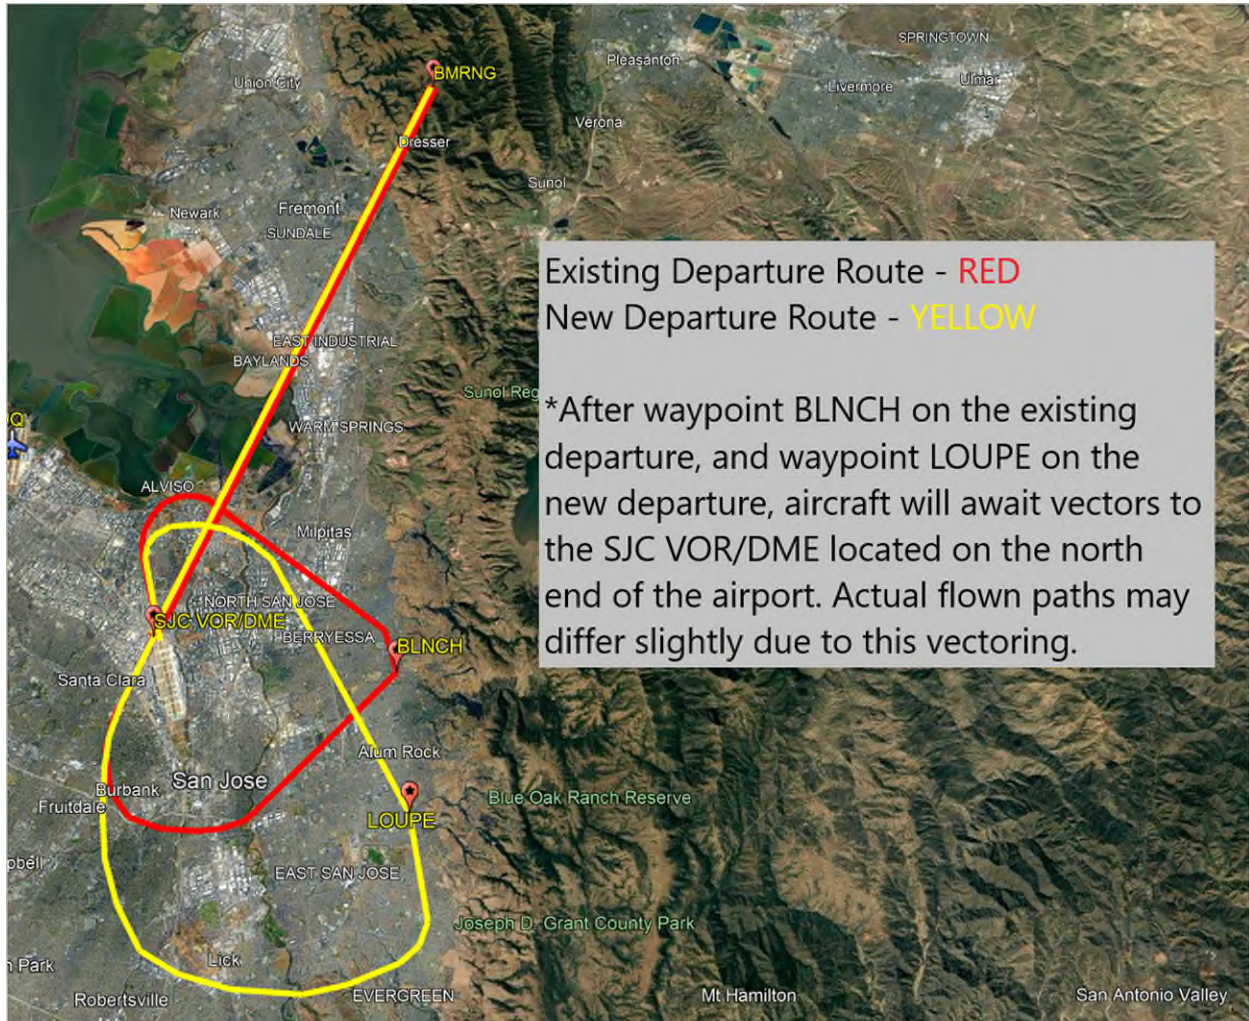 SPRINGTOWN
BMRNG
Pleasanton
Union City
Livermore
Ulmar
Verona
Dresser
Sunol
Newark
Fremont
SUNDALE
Existing Departure Route - RED
New Departure Route - YELLOW
EAST INDUSTRIAL
BAYLANDS
Sunol Reg
*After waypoint BLNCH on the existing
departure, and waypoint LOUPE on the
new departure, aircraft will await vectors to
the SJC VOR/DME located on the north
end of the airport. Actual flown paths may
differ slightly due to this vectoring.
WARM SPRINGS
ALVISO
Milpitas
NORTH SAN JOSE
SJC VOR/DME
BERRYESSA
BLNCH
Santa Clara
Alum Rock
San Jose
Burbank
Fruitdale
Blue Oak Ranch Reserve
LOUPE
pbell
EAST SAN JOSE
Joseph D. Grant County Park
Lick
n Park
Robertsville
EVERGREEN
Mt Hamilton
San Antonio Valley